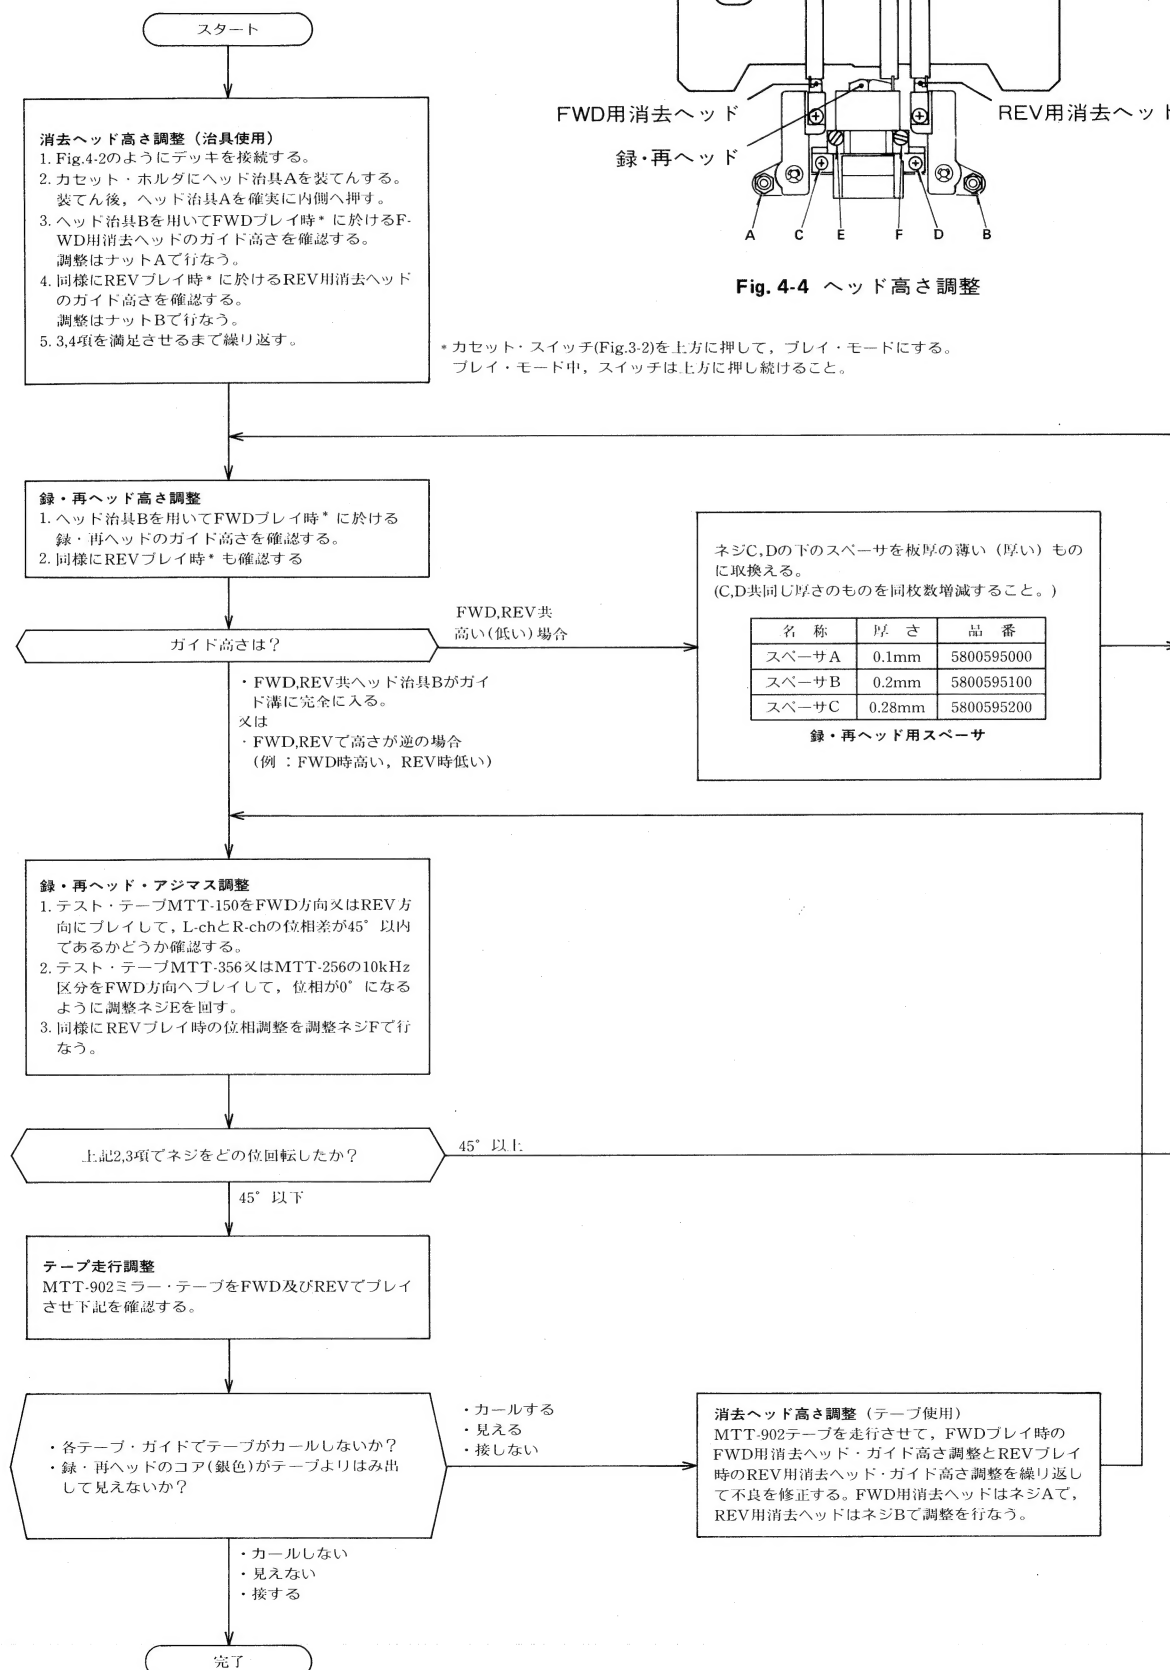 スタート
消去ヘッド高さ調整（治具使用）
1. Fig.4-2のようにデッキを接続する。
2. カセット・ホルダにヘッド治具Aを装てんする。
装てん後，ヘッド治具Aを確実に内側へ押す。
3. ヘッド治具Bを用いてFWDプレイ時* に於けるF-
WD用消去ヘッドのガイド高さを確認する。
調整はナットAで行なう。
4. 同様にREVプレイ時* に於けるREV用消去ヘッド
のガイド高さを確認する。
調整はナットBで行なう。
5. 3,4項を満足させるまで繰り返す。
FWD用消去ヘッド
REV用消去ヘッド
録・再ヘッド
A C E F D B
Fig. 4-4 ヘッド高さ調整
* カセット・スイッチ(Fig.3-2)を上方に押して，プレイ・モードにする。
プレイ・モード中，スイッチは上方に押し続けること。
録・再ヘッド高さ調整
1. ヘッド治具Bを用いてFWDプレイ時* に於ける
録・再ヘッドのガイド高さを確認する。
2. 同様にREVプレイ時* も確認する
ガイド高さは？
FWD,REV共
高い(低い)場合
ネジC,Dの下のスペーサを板厚の薄い（厚い）もの
に取換える。
(C,D共同じ厚さのものを同枚数増減すること。)
名 称 厚 さ 品 番
スペーサA 0.1mm 5800595000
スペーサB 0.2mm 5800595100
スペーサC 0.28mm 5800595200
録・再ヘッド用スペーサ
・FWD,REV共ヘッド治具Bがガイ
ド溝に完全に入る。
又は
・FWD,REVで高さが逆の場合
(例 ：FWD時高い，REV時低い)
録・再ヘッド・アジマス調整
1. テスト・テープMTT-150をFWD方向又はREV方
向にプレイして，L-chとR-chの位相差が45°以内
であるかどうか確認する。
2. テスト・テープMTT-356又はMTT-256の10kHz
区分をFWD方向へプレイして，位相が0°になる
ように調整ネジEを回す。
3. 同様にREVプレイ時の位相調整を調整ネジFで行
なう。
上記2,3項でネジをどの位回転したか？
45°以上
45°以下
テープ走行調整
MTT-902ミラー・テープをFWD及びREVでプレイ
させ下記を確認する。
・各テープ・ガイドでテープがカールしないか？
・録・再ヘッドのコア(銀色)がテープよりはみ出
して見えないか？
・カールする
・見える
・接しない
消去ヘッド高さ調整（テープ使用）
MTT-902テープを走行させて，FWDプレイ時の
FWD用消去ヘッド・ガイド高さ調整とREVプレイ
時のREV用消去ヘッド・ガイド高さ調整を繰り返し
て不良を修正する。FWD用消去ヘッドはネジAで，
REV用消去ヘッドはネジBで調整を行なう。
・カールしない
・見えない
・接する
完了